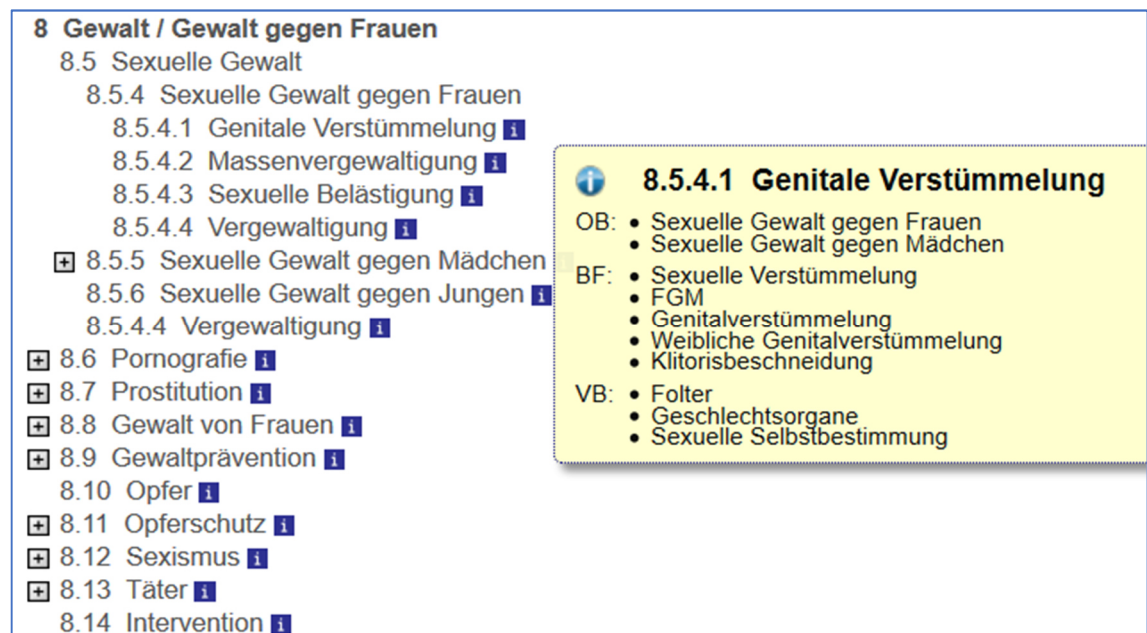 8 Gewalt / Gewalt gegen Frauen
8.5 Sexuelle Gewalt
8.5.4 Sexuelle Gewalt gegen Frauen
8.5.4.1 Genitale Verstümmelung i
8.5.4.2 Massenvergewaltigung i
8.5.4.3 Sexuelle Belästigung i
8.5.4.4 Vergewaltigung i
+ 8.5.5 Sexuelle Gewalt gegen Mädchen i
8.5.6 Sexuelle Gewalt gegen Jungen i
8.5.4.4 Vergewaltigung i
+ 8.6 Pornografie i
+ 8.7 Prostitution i
+ 8.8 Gewalt von Frauen i
+ 8.9 Gewaltprävention i
8.10 Opfer i
+ 8.11 Opferschutz i
+ 8.12 Sexismus i
+ 8.13 Täter i
8.14 Intervention i
i 8.5.4.1 Genitale Verstümmelung
OB: • Sexuelle Gewalt gegen Frauen
• Sexuelle Gewalt gegen Mädchen
BF: • Sexuelle Verstümmelung
• FGM
• Genitalverstümmelung
• Weibliche Genitalverstümmelung
• Klitorisbeschneidung
VB: • Folter
• Geschlechtsorgane
• Sexuelle Selbstbestimmung